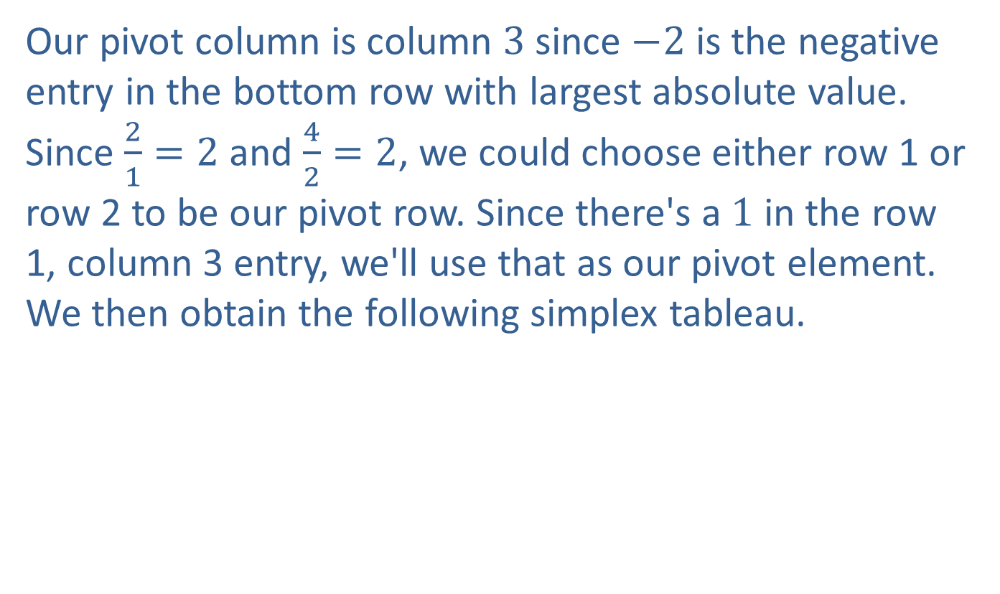 Our pivot column is column 3 since −2 is the negative
entry in the bottom row with largest absolute value.
Since 2/1 = 2 and 4/2 = 2, we could choose either row 1 or
row 2 to be our pivot row. Since there's a 1 in the row
1, column 3 entry, we'll use that as our pivot element.
We then obtain the following simplex tableau.